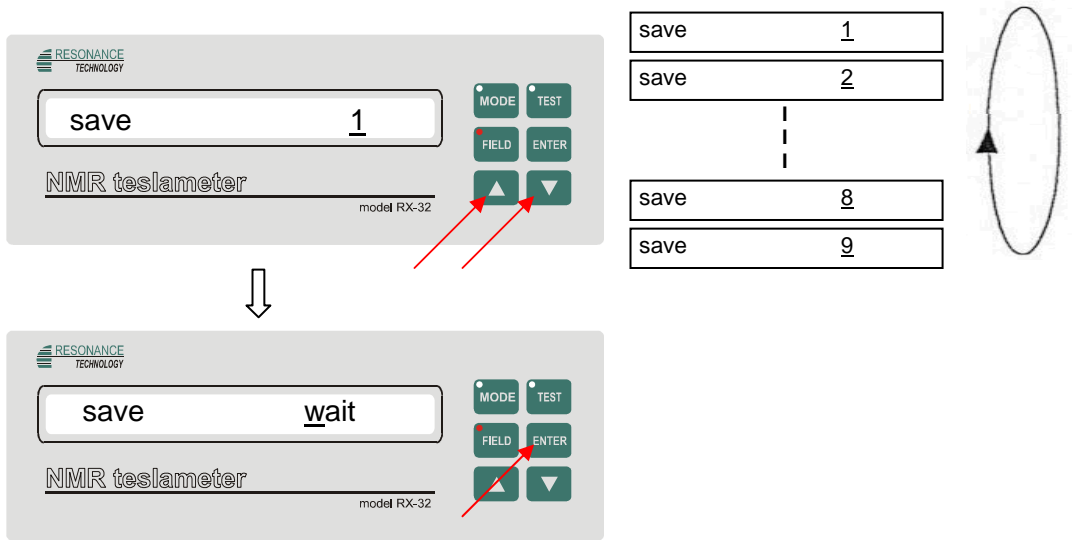 RESONANCE
TECHNOLOGY
save 1
MODE TEST
FIELD ENTER
NMR teslameter
model RX-32
save 1
save 2
save 8
save 9
RESONANCE
TECHNOLOGY
save wait
MODE TEST
FIELD ENTER
NMR teslameter
model RX-32